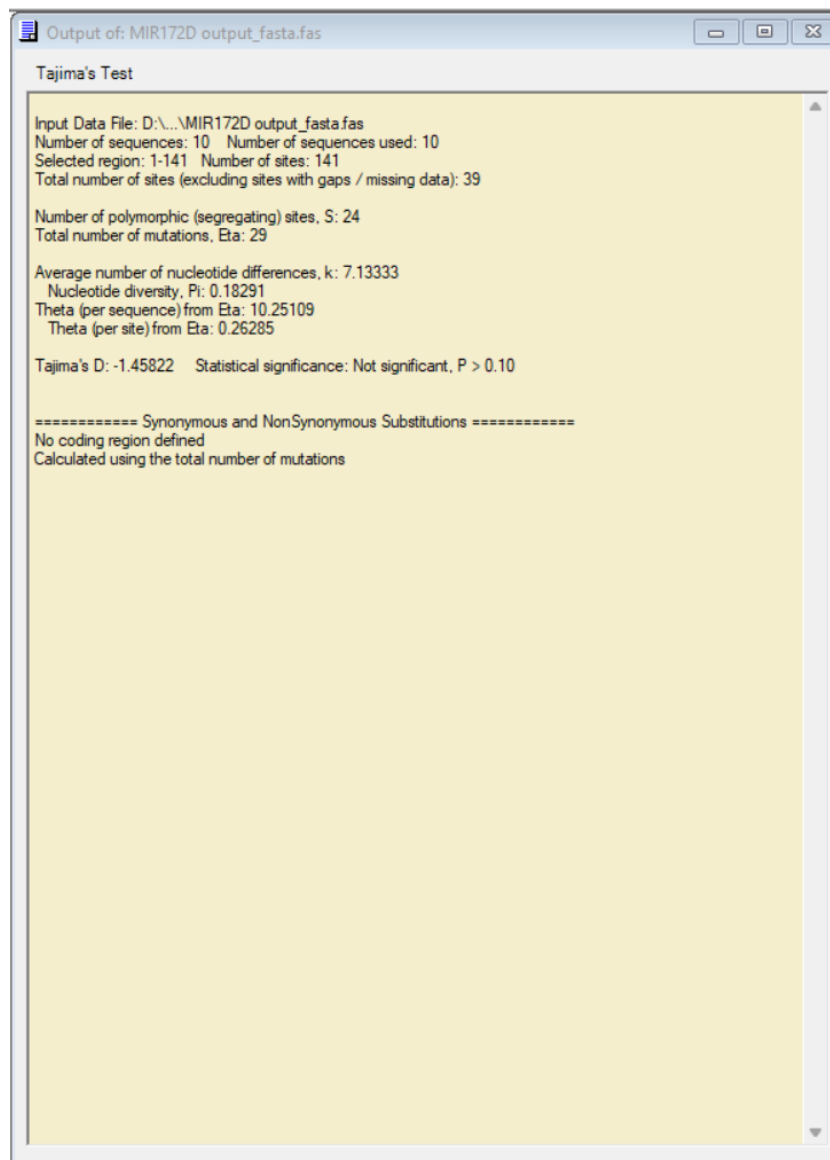 Output of: MIR172D output_fasta.fas
Tajima's Test
Input Data File: D:\...\MIR172D output_fasta.fas
Number of sequences: 10    Number of sequences used: 10
Selected region: 1-141   Number of sites: 141
Total number of sites (excluding sites with gaps / missing data): 39
Number of polymorphic (segregating) sites, S: 24
Total number of mutations, Eta: 29
Average number of nucleotide differences, k: 7.13333
Nucleotide diversity, Pi: 0.18291
Theta (per sequence) from Eta: 10.25109
Theta (per site) from Eta: 0.26285
Tajima's D: -1.45822     Statistical significance: Not significant, P > 0.10
============ Synonymous and NonSynonymous Substitutions ============
No coding region defined
Calculated using the total number of mutations